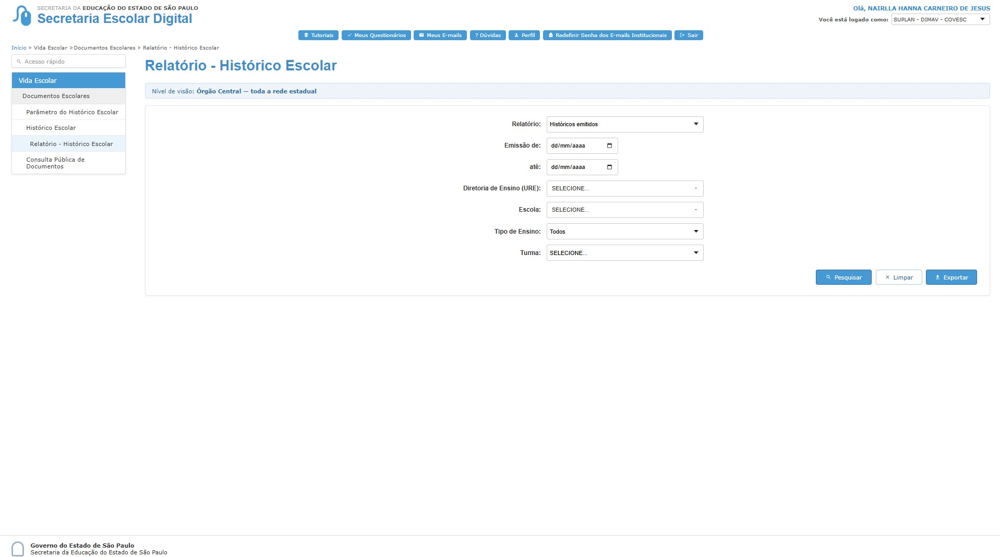 SECRETARIA DA EDUCAÇÃO DO ESTADO DE SÃO PAULO
Secretaria Escolar Digital
Olá, NAIRLLA HANNA CARNEIRO DE JESUS
Você está logado como: SUPLAN - DIMAV - COVESC
Tutoriais Meus Questionários Meus E-mails ? Dúvidas Perfil Redefinir Senha dos E-mails Institucionais Sair
Início » Vida Escolar >Documentos Escolares » Relatório - Histórico Escolar
Acesso rápido
Vida Escolar
Documentos Escolares
Parâmetro do Histórico Escolar
Histórico Escolar
Relatório - Histórico Escolar
Consulta Pública de
Documentos
Relatório - Histórico Escolar
Nível de visão: Órgão Central — toda a rede estadual
Relatório: Históricos emitidos
Emissão de: dd/mm/aaaa
até: dd/mm/aaaa
Diretoria de Ensino (URE): SELECIONE...
Escola: SELECIONE...
Tipo de Ensino: Todos
Turma: SELECIONE...
Pesquisar Limpar Exportar
Governo do Estado de São Paulo
Secretaria da Educação do Estado de São Paulo